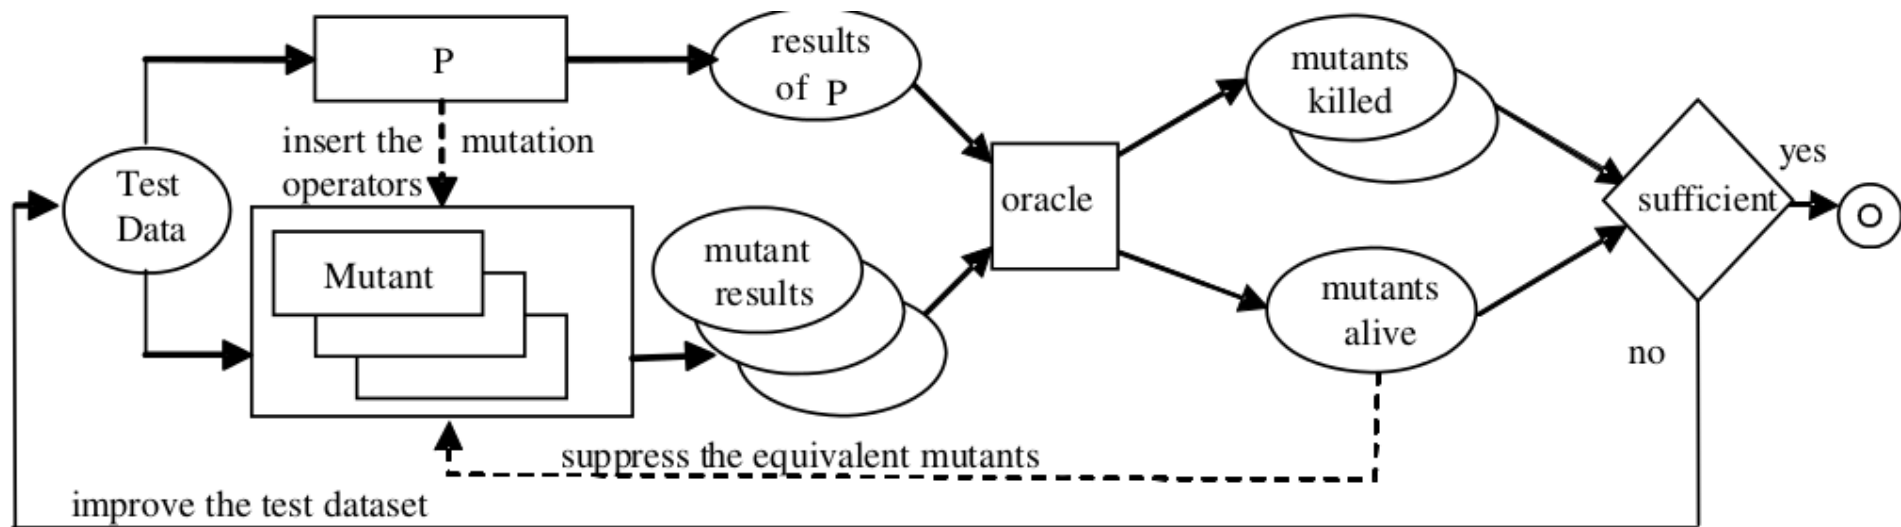 P
results
of P
insert the mutation
operators
Test
Data
Mutant
mutant
results
oracle
mutants
killed
mutants
alive
sufficient
yes
no
suppress the equivalent mutants
improve the test dataset